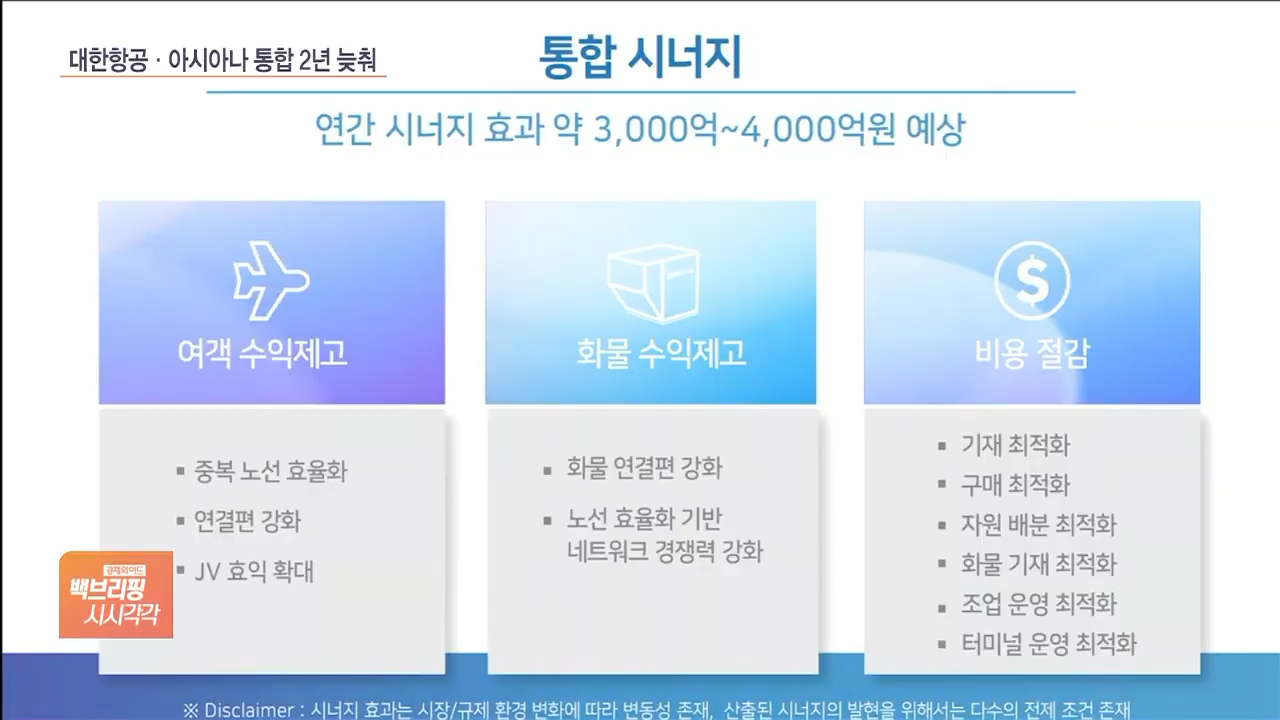 대한항공·아시아나 통합 2년 늦춰
통합 시너지
연간 시너지 효과 약 3,000억~4,000억원 예상
여객 수익제고
▪ 중복 노선 효율화
▪ 연결편 강화
▪ JV 효익 확대
화물 수익제고
▪ 화물 연결편 강화
▪ 노선 효율화 기반
네트워크 경쟁력 강화
$
비용 절감
▪ 기재 최적화
▪ 구매 최적화
▪ 자원 배분 최적화
▪ 화물 기재 최적화
▪ 조업 운영 최적화
▪ 터미널 운영 최적화
경제와이드
백브리핑
시시각각
※ Disclaimer : 시너지 효과는 시장/규제 환경 변화에 따라 변동성 존재, 산출된 시너지의 발현을 위해서는 다수의 전제 조건 존재